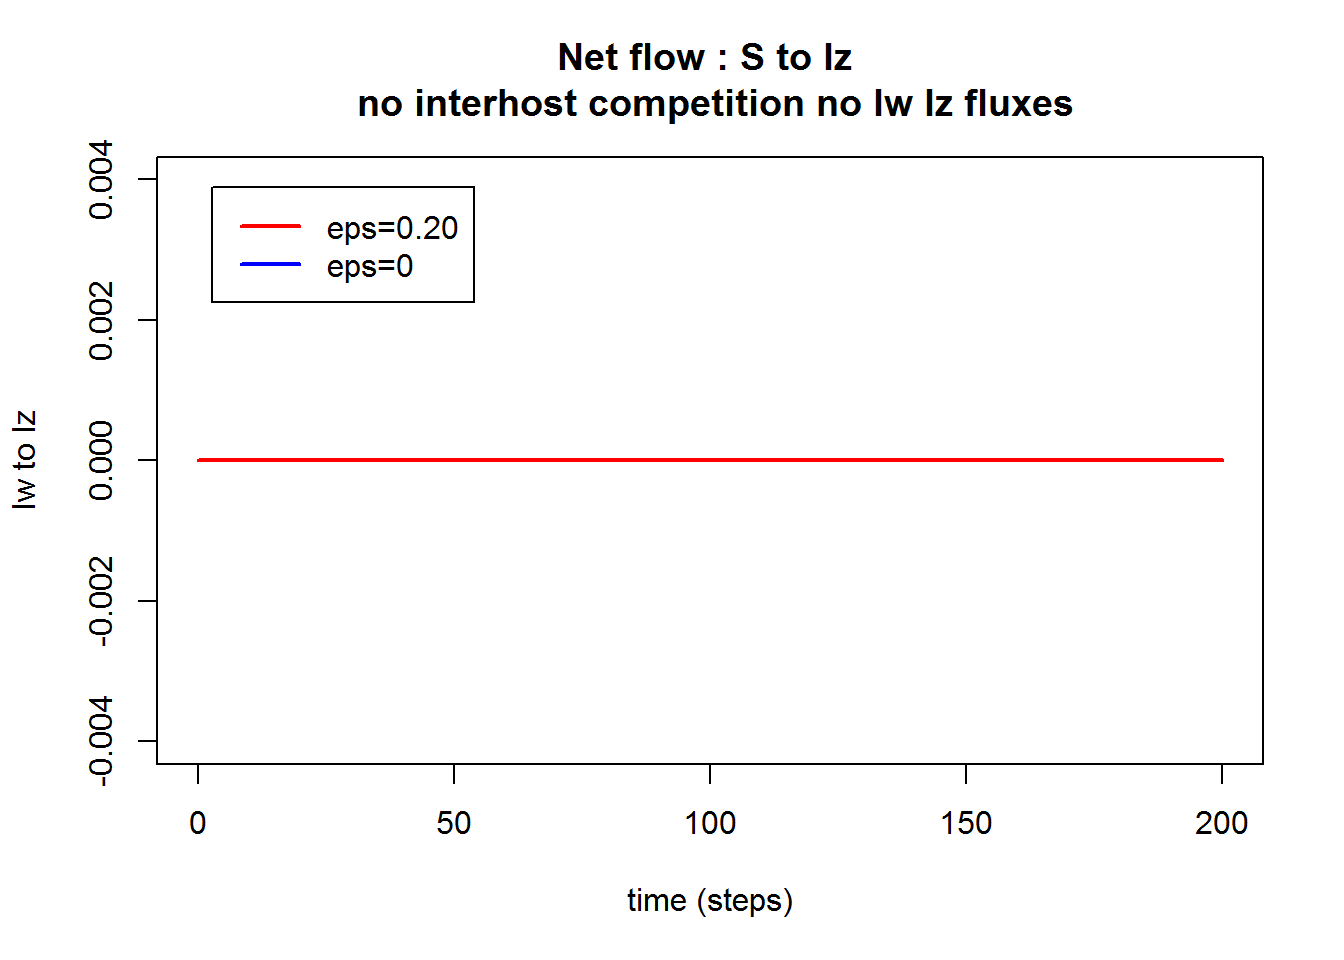 Net flow : S to Iz
no interhost competition no Iw Iz fluxes
0.004
0.002
0.000
-0.002
-0.004
Iw to Iz
eps=0.20
eps=0
0
50
100
150
200
time (steps)